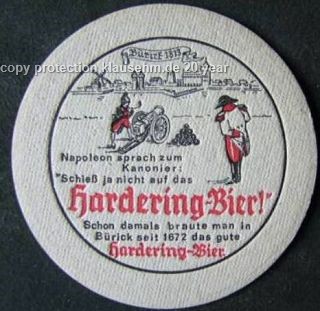 Bürick 1813
copy protection klausehm.de 20 year
Napoleon sprach zum
Kanonier:
"Schieß ja nicht auf das
Hardering-Bier!"
Schon damals braute man in
Bürick seit 1672 das gute
Hardering-Bier.